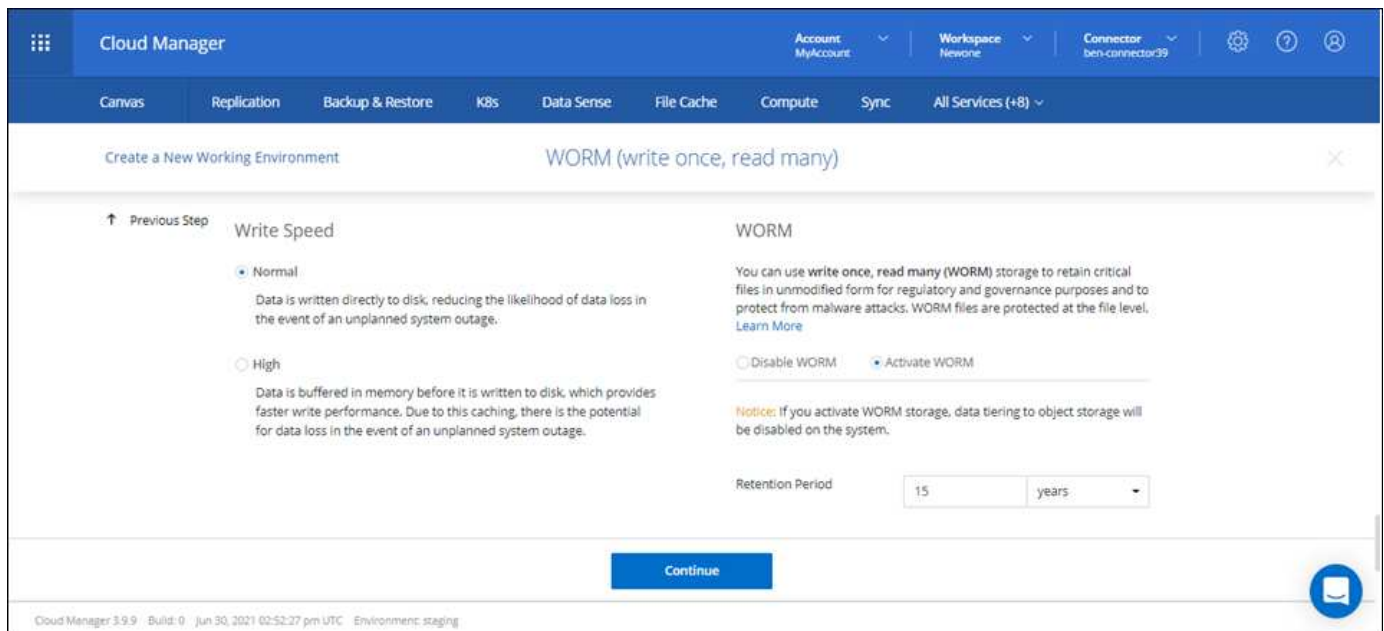 Cloud Manager
Account
MyAccount
Workspace
Newone
Connector
ben-connector39
Canvas
Replication
Backup & Restore
K8s
Data Sense
File Cache
Compute
Sync
All Services (+8)
Create a New Working Environment
WORM (write once, read many)
↑ Previous Step
Write Speed
Normal
Data is written directly to disk, reducing the likelihood of data loss in
the event of an unplanned system outage.
High
Data is buffered in memory before it is written to disk, which provides
faster write performance. Due to this caching, there is the potential
for data loss in the event of an unplanned system outage.
WORM
You can use write once, read many (WORM) storage to retain critical
files in unmodified form for regulatory and governance purposes and to
protect from malware attacks. WORM files are protected at the file level.
Learn More
Disable WORM
Activate WORM
Notice: If you activate WORM storage, data tiering to object storage will
be disabled on the system.
Retention Period
15
years
Continue
Cloud Manager 3.9.9 Build: 0 Jun 30, 2021 02:52:27 pm UTC Environment: staging